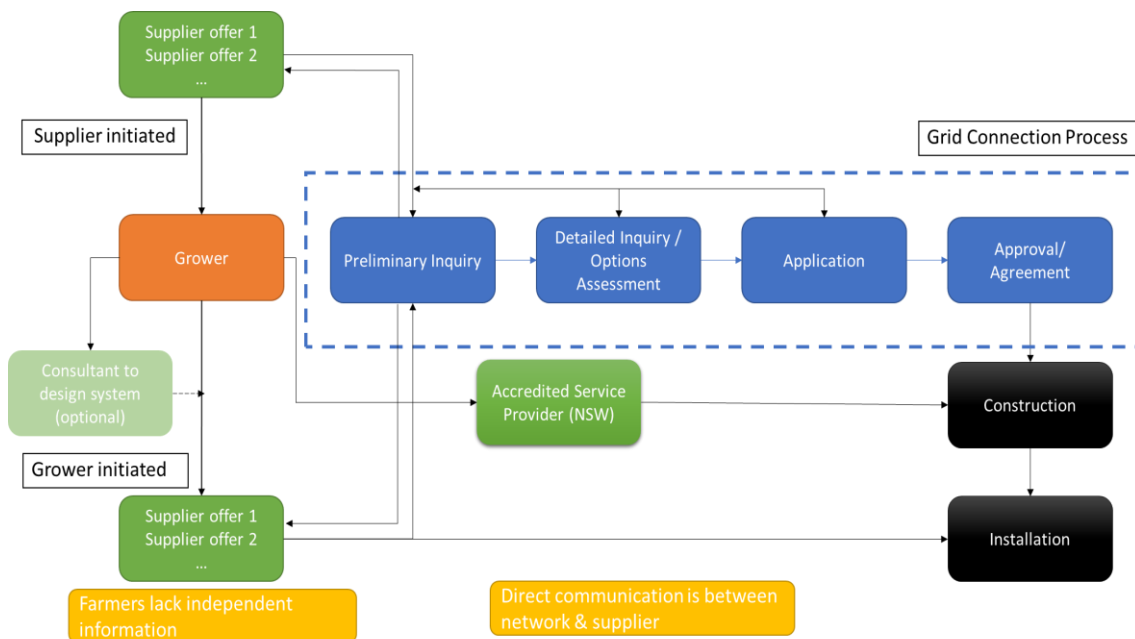 Supplier offer 1
Supplier offer 2
...
Supplier initiated
Grid Connection Process
Grower
Preliminary Inquiry
Detailed Inquiry /
Options
Assessment
Application
Approval/
Agreement
Consultant to
design system
(optional)
Accredited Service
Provider (NSW)
Construction
Grower initiated
Supplier offer 1
Supplier offer 2
...
Installation
Farmers lack independent
information
Direct communication is between
network & supplier